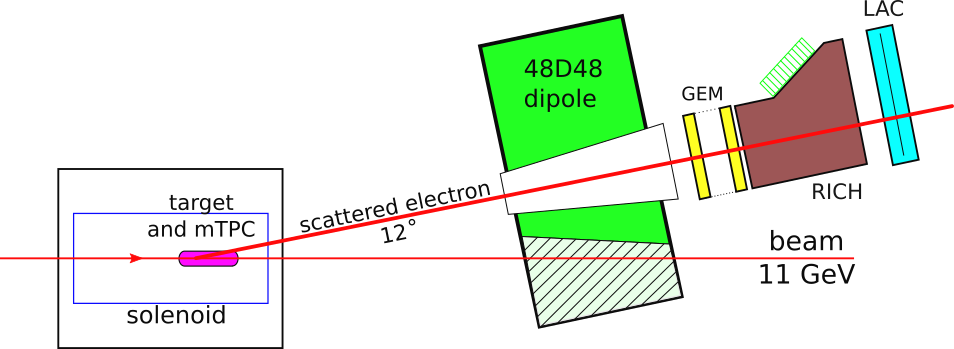 LAC
48D48
dipole
GEM
RICH
scattered electron
12°
target
and mTPC
solenoid
beam
11 GeV